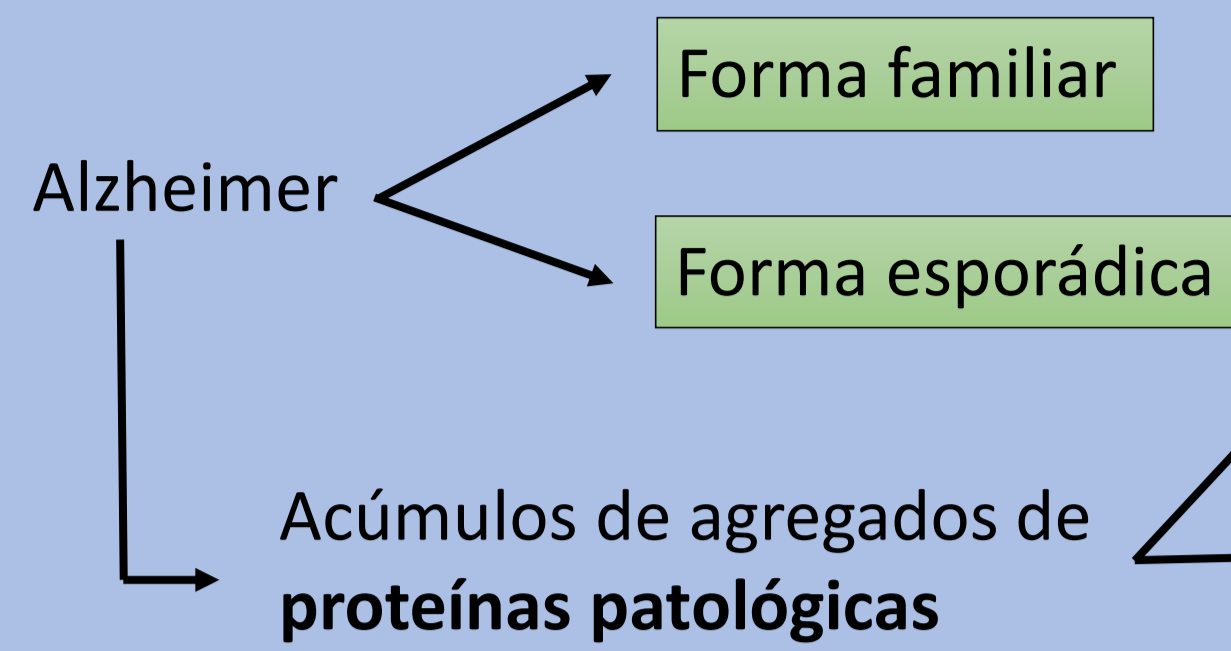 Forma familiar
Alzheimer
Forma esporádica
Acúmulos de agregados de
proteínas patológicas